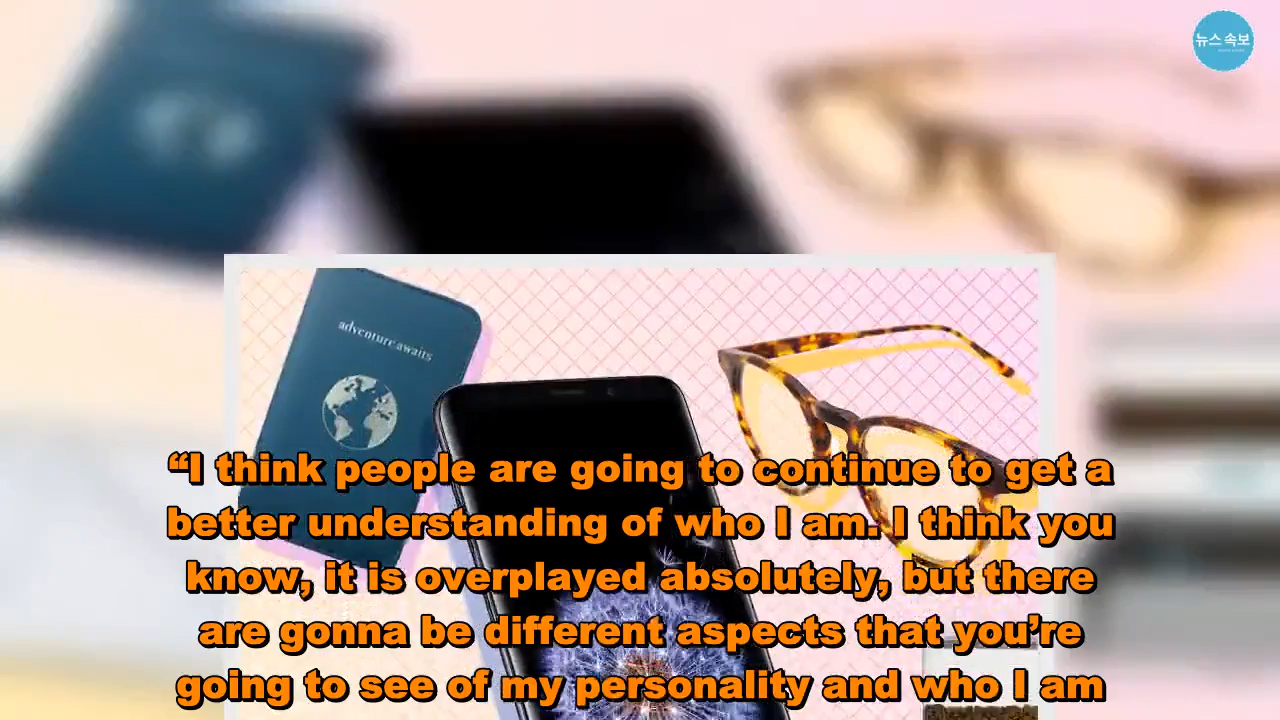 뉴스 속보
adventure awaits
“I think people are going to continue to get a
better understanding of who I am. I think you
know, it is overplayed absolutely, but there
are gonna be different aspects that you’re
going to see of my personality and who I am